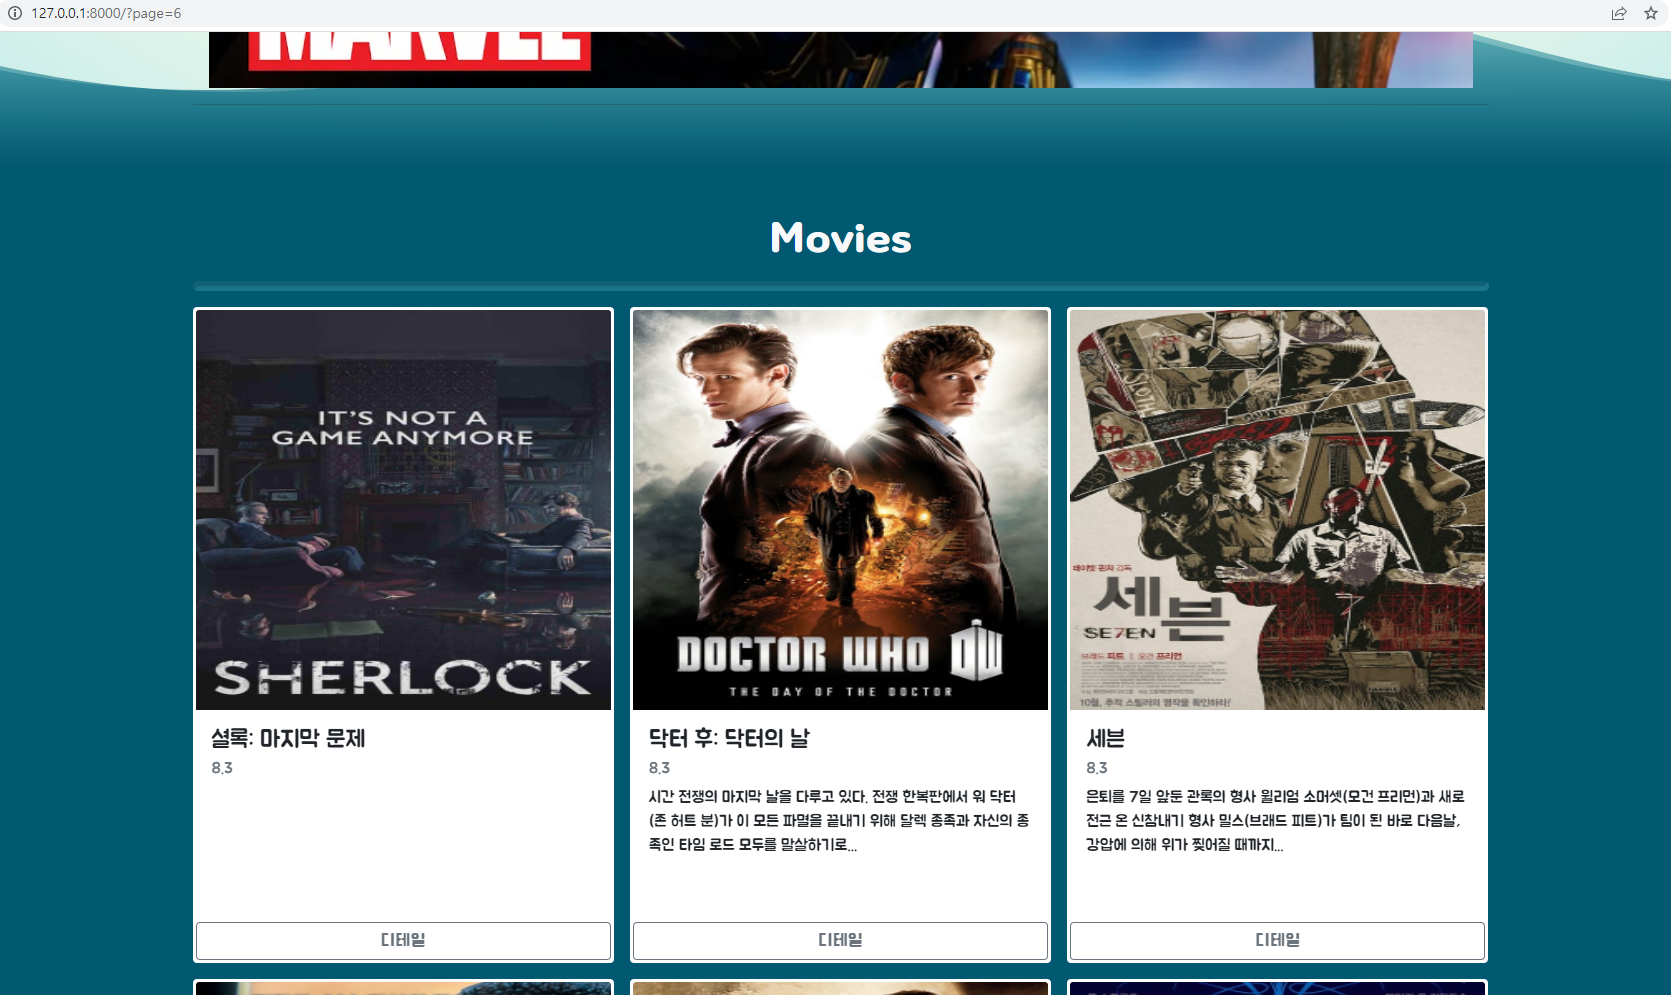 127.0.0.1:8000/?page=6
MARVEL
Movies
IT'S NOT A
GAME ANYMORE
SHERLOCK
DOCTOR WHO DW
THE DAY OF THE DOCTOR
데이빗 핀처 감독
세븐
SE7EN
브래드 피트 | 모건 프리먼
10월, 추적 스릴러의 명작을 확인하라!
셜록: 마지막 문제
8.3
닥터 후: 닥터의 날
8.3
시간 전쟁의 마지막 날을 다루고 있다. 전쟁 한복판에서 워 닥터
(존 허트 분)가 이 모든 파멸을 끝내기 위해 달렉 종족과 자신의 종
족인 타임 로드 모두를 말살하기로...
세븐
8.3
은퇴를 7일 앞둔 관록의 형사 윌리엄 소머셋(모건 프리먼)과 새로
전근 온 신참내기 형사 밀스(브래드 피트)가 팀이 된 바로 다음날,
강압에 의해 위가 찢어질 때까지...
디테일
디테일
디테일